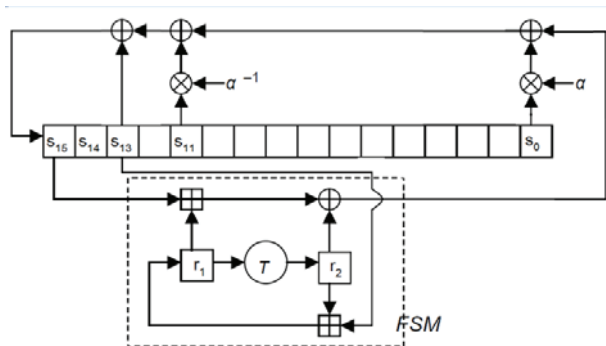 α ⁻¹
α
s₁₅ s₁₄ s₁₃ s₁₁ s₀
r₁ T r₂
FSM